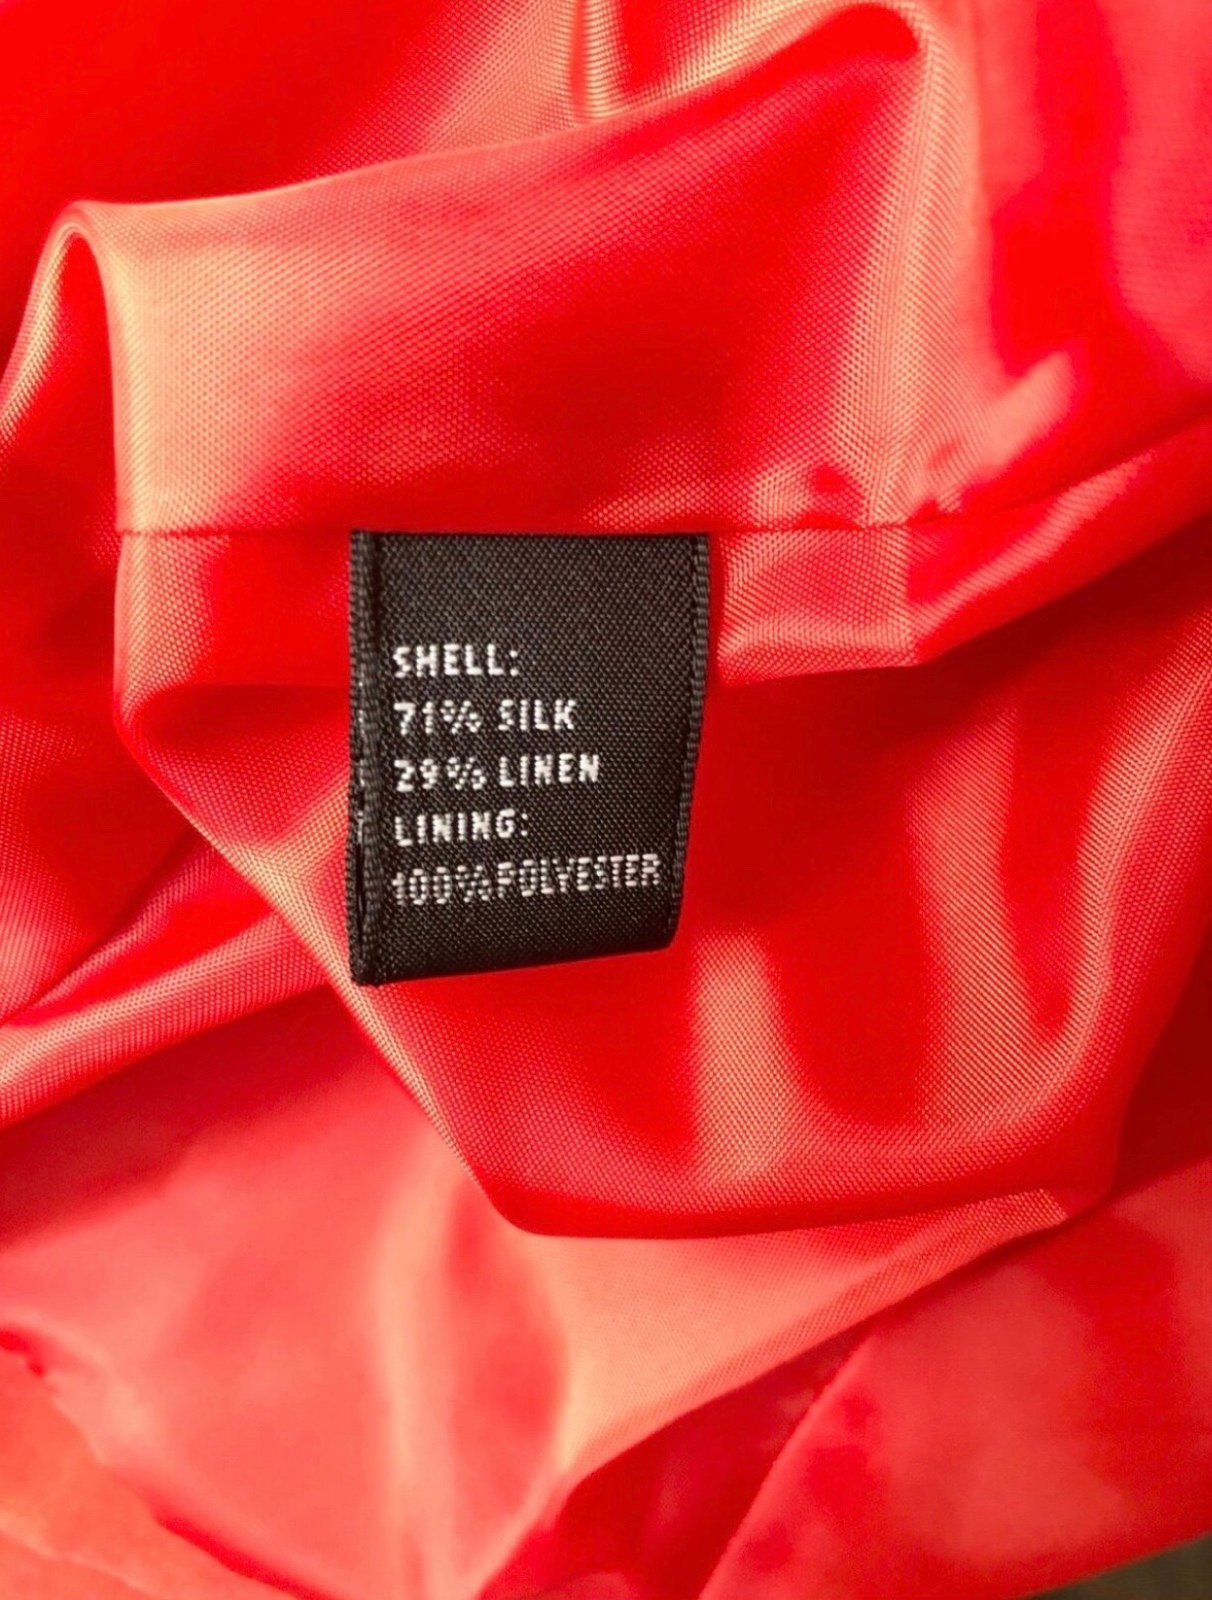 SHELL:
71% SILK
29% LINEN
LINING:
100% POLYESTER